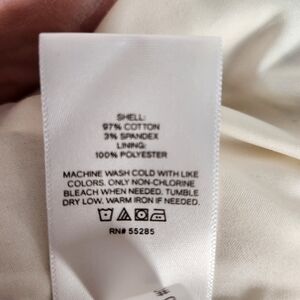 SHELL:
97% COTTON
3% SPANDEX
LINING:
100% POLYESTER
MACHINE WASH COLD WITH LIKE
COLORS. ONLY NON-CHLORINE
BLEACH WHEN NEEDED. TUMBLE
DRY LOW. WARM IRON IF NEEDED.
RN# 55285